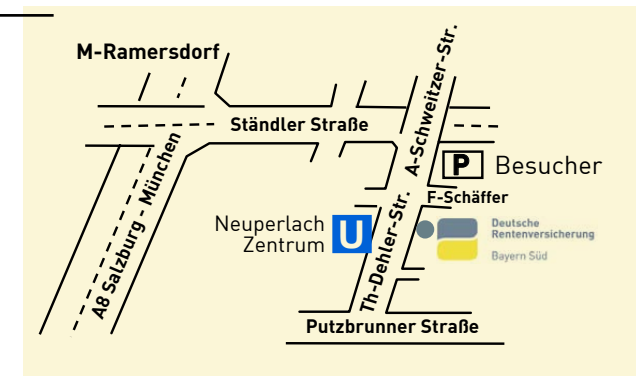 M-Ramersdorf
A-Schweitzer-Str.
Ständler Straße
P Besucher
A8 Salzburg - München
F-Schäffer
Neuperlach
Zentrum
U
Th-Dehler-Str.
Deutsche
Rentenversicherung
Bayern Süd
Putzbrunner Straße